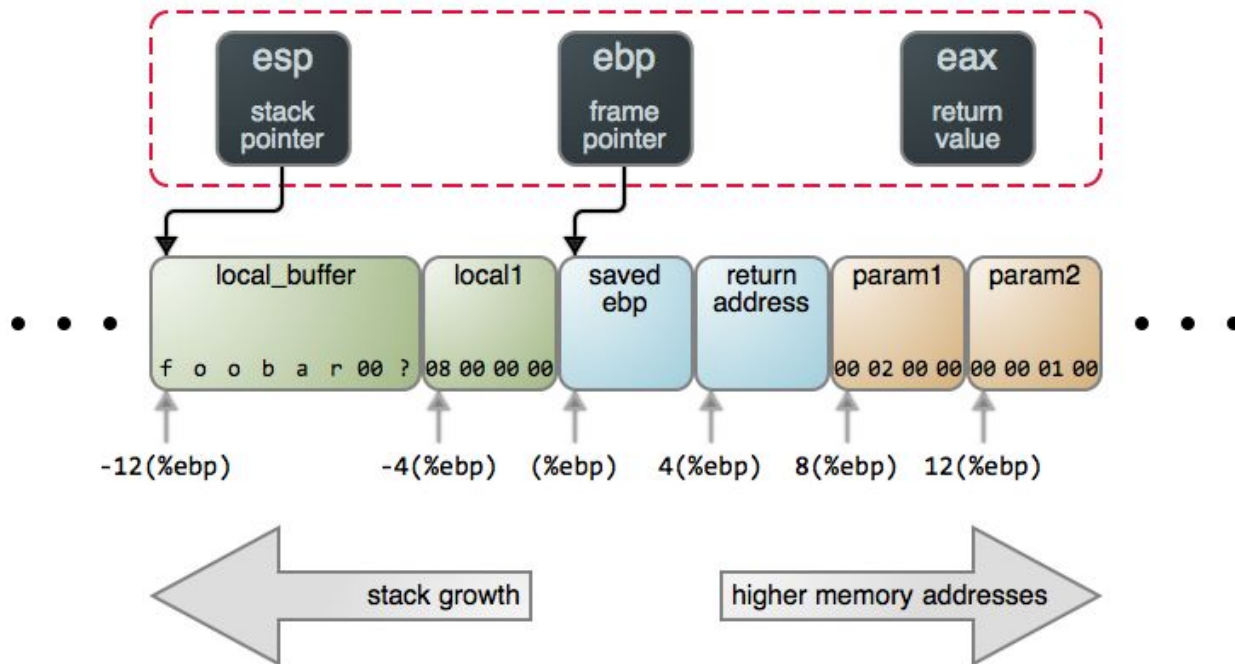 esp
stack
pointer
ebp
frame
pointer
eax
return
value
local_buffer
local1
saved
ebp
return
address
param1
param2
f o o b a r 00 ?
08 00 00 00
00 02 00 00
00 00 01 00
-12(%ebp)
-4(%ebp)
(%ebp)
4(%ebp)
8(%ebp)
12(%ebp)
stack growth
higher memory addresses